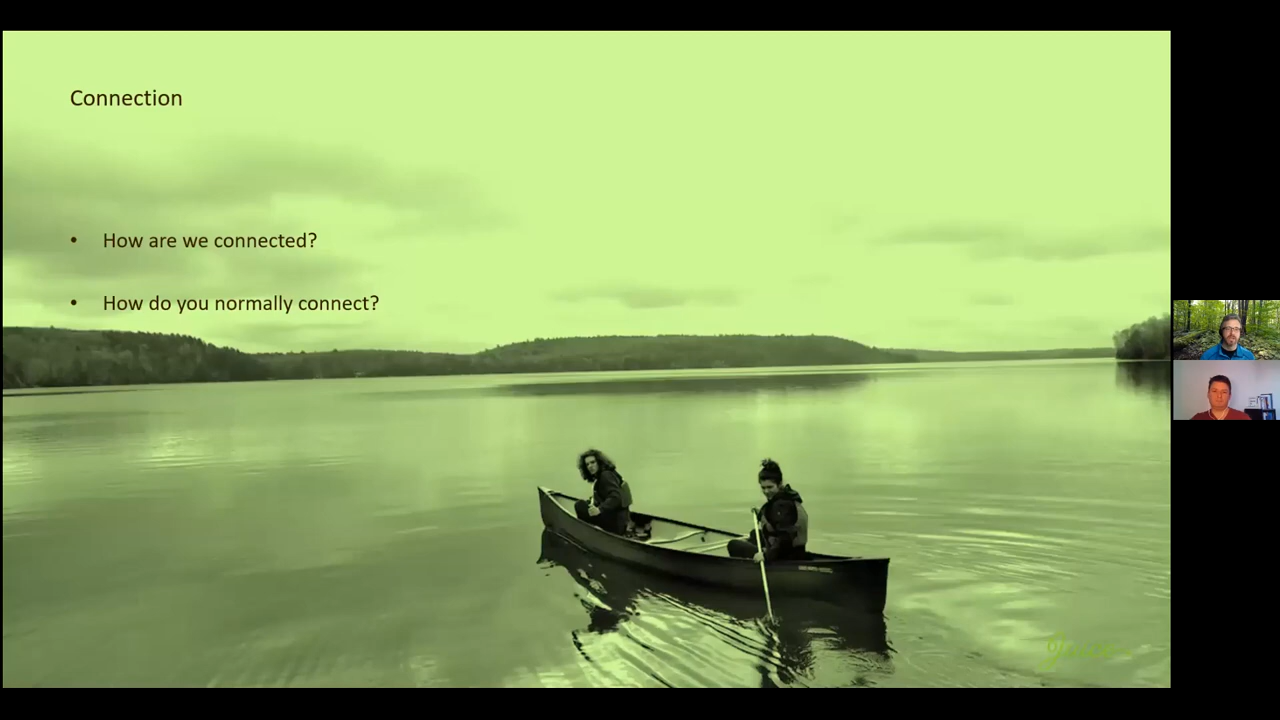 Connection
• How are we connected?
• How do you normally connect?